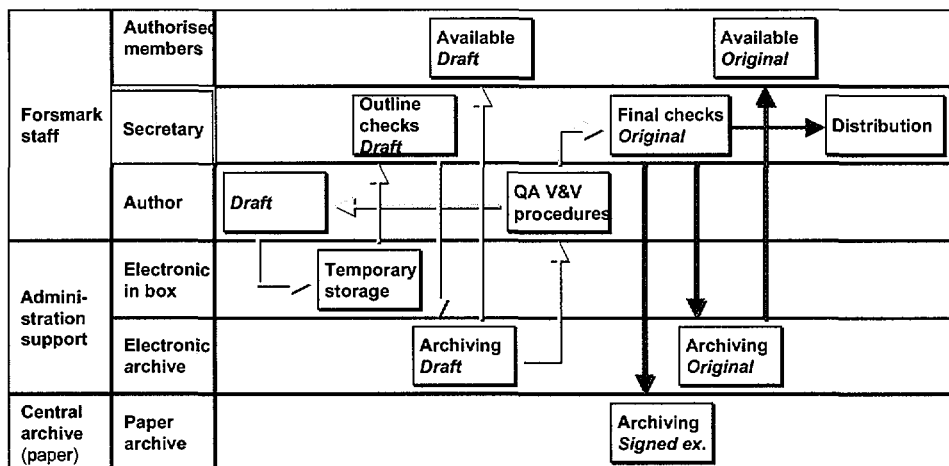 Authorised
members
Available
Draft
Available
Original
Forsmark
staff
Secretary
Outline
checks
Draft
Final checks
Original
Distribution
Author
Draft
QA V&V
procedures
Admini-
stration
support
Electronic
in box
Temporary
storage
Electronic
archive
Archiving
Draft
Archiving
Original
Central
archive
(paper)
Paper
archive
Archiving
Signed ex.